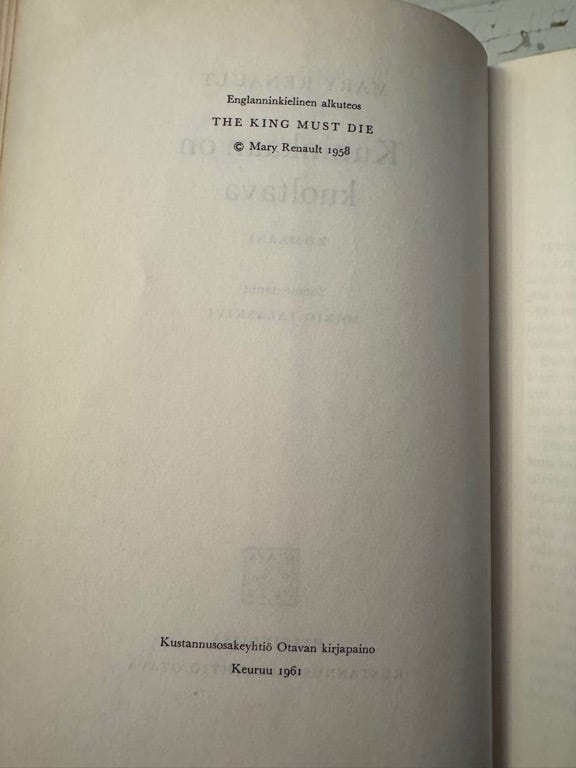 Englanninkielinen alkuteos
THE KING MUST DIE
© Mary Renault 1958
Kustannusosakeyhtiö Otavan kirjapaino
Keuruu 1961